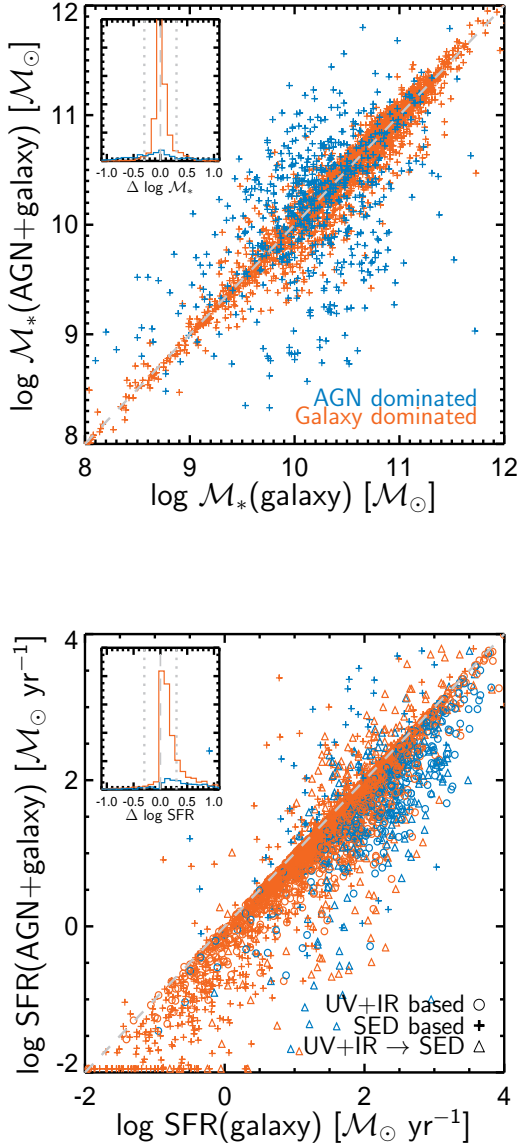 12
11
10
9
8
log ℳ*(AGN+galaxy) [ℳ⊙]
-1.0 -0.5 0.0 0.5 1.0
Δ log ℳ*
AGN dominated
Galaxy dominated
8 9 10 11 12
log ℳ*(galaxy) [ℳ⊙]
4
2
0
-2
log SFR(AGN+galaxy) [ℳ⊙ yr⁻¹]
-1.0 -0.5 0.0 0.5 1.0
Δ log SFR
UV+IR based ○
SED based +
UV+IR → SED △
-2 0 2 4
log SFR(galaxy) [ℳ⊙ yr⁻¹]